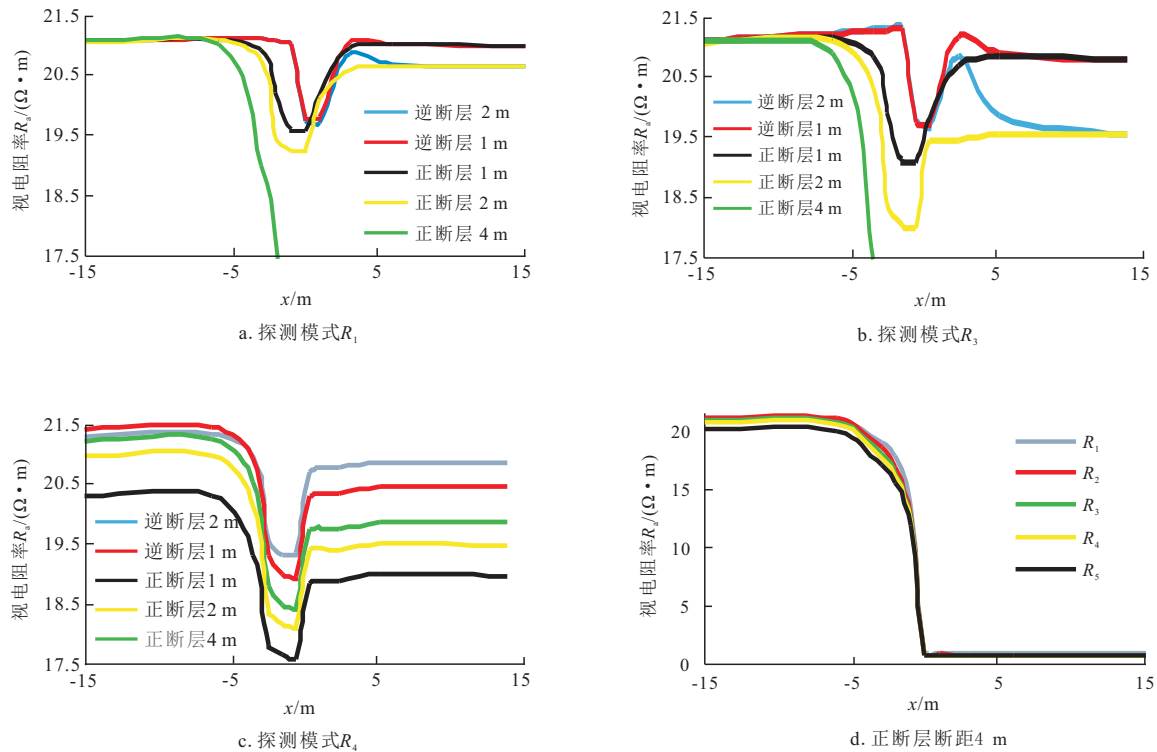 视电阻率Rₐ/(Ω·m)
21.5
20.5
19.5
18.5
17.5
-15
-5
5
15
x/m
逆断层 2 m
逆断层 1 m
正断层 1 m
正断层 2 m
正断层 4 m
a. 探测模式R₁
视电阻率Rₐ/(Ω·m)
21.5
20.5
19.5
18.5
17.5
-15
-5
5
15
x/m
逆断层2 m
逆断层1 m
正断层1 m
正断层2 m
正断层4 m
b. 探测模式R₃
视电阻率Rₐ/(Ω·m)
21.5
20.5
19.5
18.5
17.5
-15
-5
5
15
x/m
逆断层2 m
逆断层1 m
正断层1 m
正断层2 m
正断层4 m
c. 探测模式R₄
视电阻率Rₐ/(Ω·m)
20
15
10
5
0
-15
-5
5
15
x/m
R₁
R₂
R₃
R₄
R₅
d. 正断层断距4 m